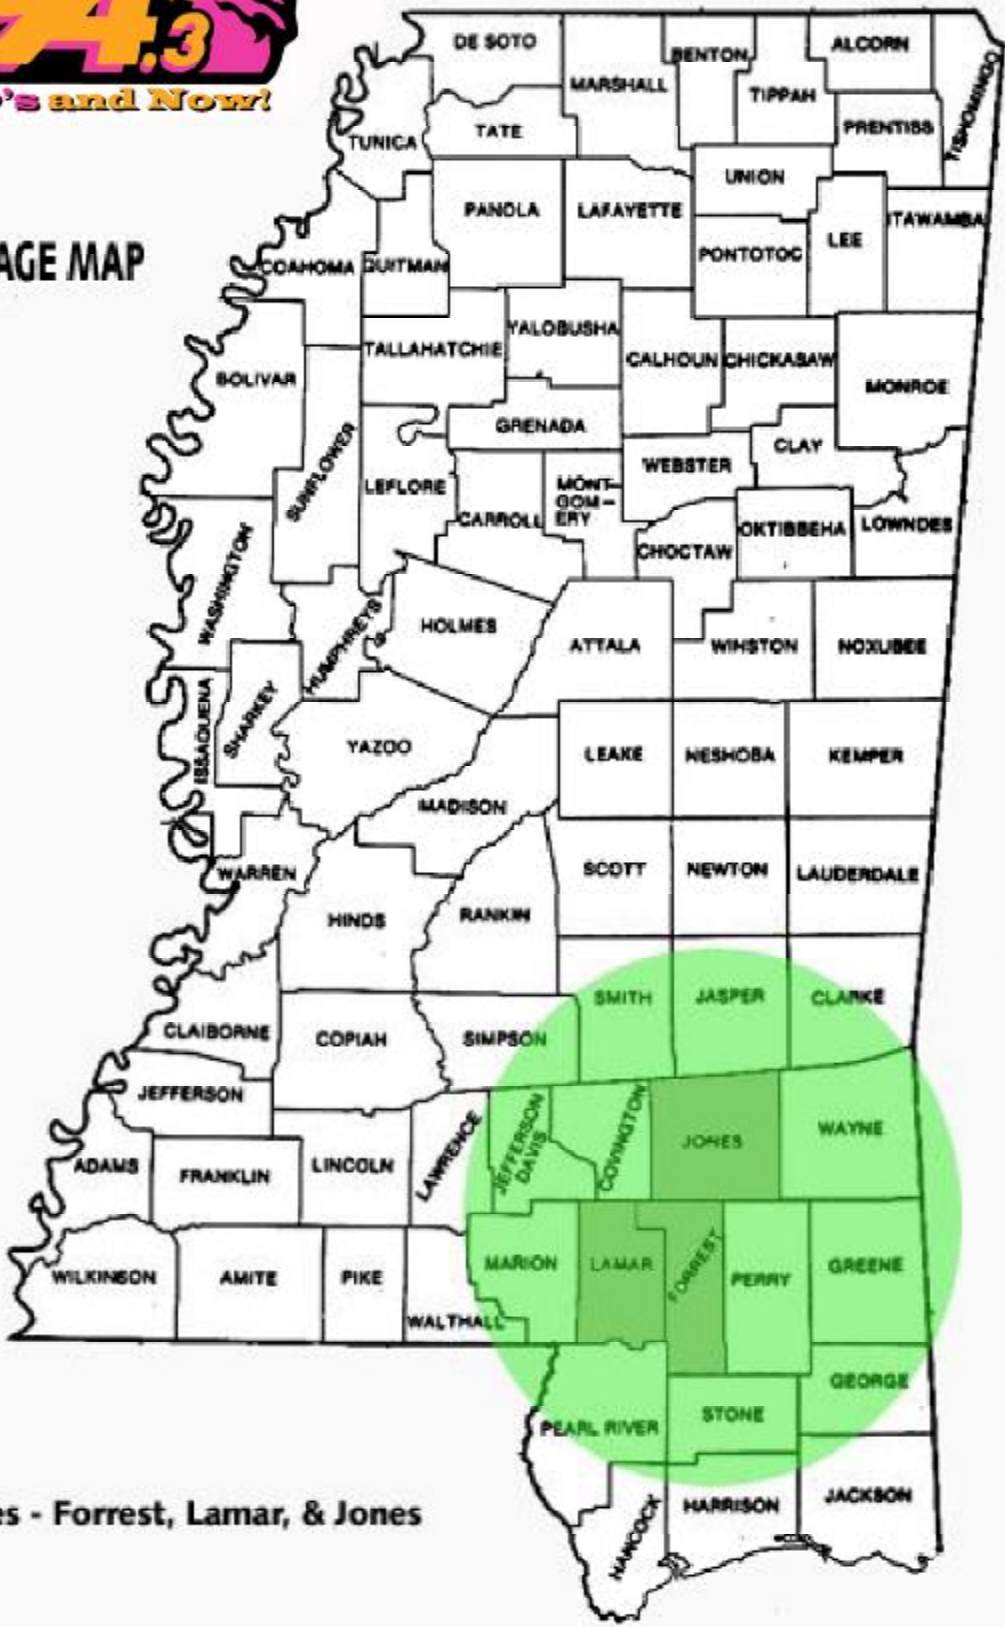 4.3
's and Now!
AGE MAP
DE SOTO
BENTON
ALCORN
MARSHALL
TIPPAH
TISHOMINGO
TUNICA
TATE
PRENTISS
UNION
PANOLA
LAFAYETTE
ITAWAMBA
LEE
PONTOTOC
COAHOMA
QUITMAN
YALOBUSHA
TALLAHATCHIE
CALHOUN
CHICKASAW
BOLIVAR
MONROE
GRENADA
CLAY
SUNFLOWER
WEBSTER
LEFLORE
MONT-
GOM-
ERY
CARROLL
OKTIBBEHA
LOWNDES
CHOCTAW
WASHINGTON
HUMPHREYS
HOLMES
ATTALA
WINSTON
NOXUBEE
ISSAQUENA
SHARKEY
YAZOO
LEAKE
NESHOBA
KEMPER
MADISON
WARREN
SCOTT
NEWTON
LAUDERDALE
HINDS
RANKIN
SMITH
JASPER
CLARKE
CLAIBORNE
COPIAH
SIMPSON
JEFFERSON
JEFFERSON
DAVIS
COVINGTON
JONES
WAYNE
LAWRENCE
ADAMS
FRANKLIN
LINCOLN
MARION
LAMAR
FORREST
PERRY
GREENE
WILKINSON
AMITE
PIKE
WALTHALL
GEORGE
PEARL RIVER
STONE
HANCOCK
HARRISON
JACKSON
es - Forrest, Lamar, & Jones